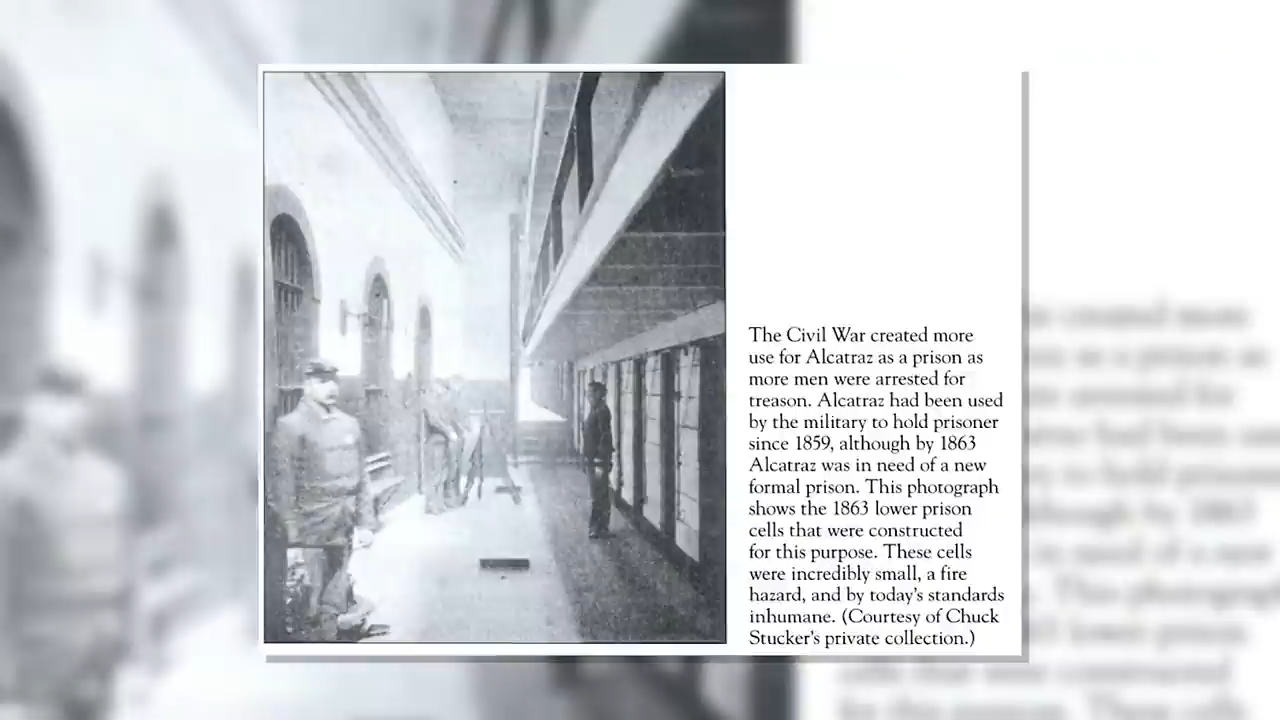 The Civil War created more
use for Alcatraz as a prison as
more men were arrested for
treason. Alcatraz had been used
by the military to hold prisoner
since 1859, although by 1863
Alcatraz was in need of a new
formal prison. This photograph
shows the 1863 lower prison
cells that were constructed
for this purpose. These cells
were incredibly small, a fire
hazard, and by today's standards
inhumane. (Courtesy of Chuck
Stucker's private collection.)